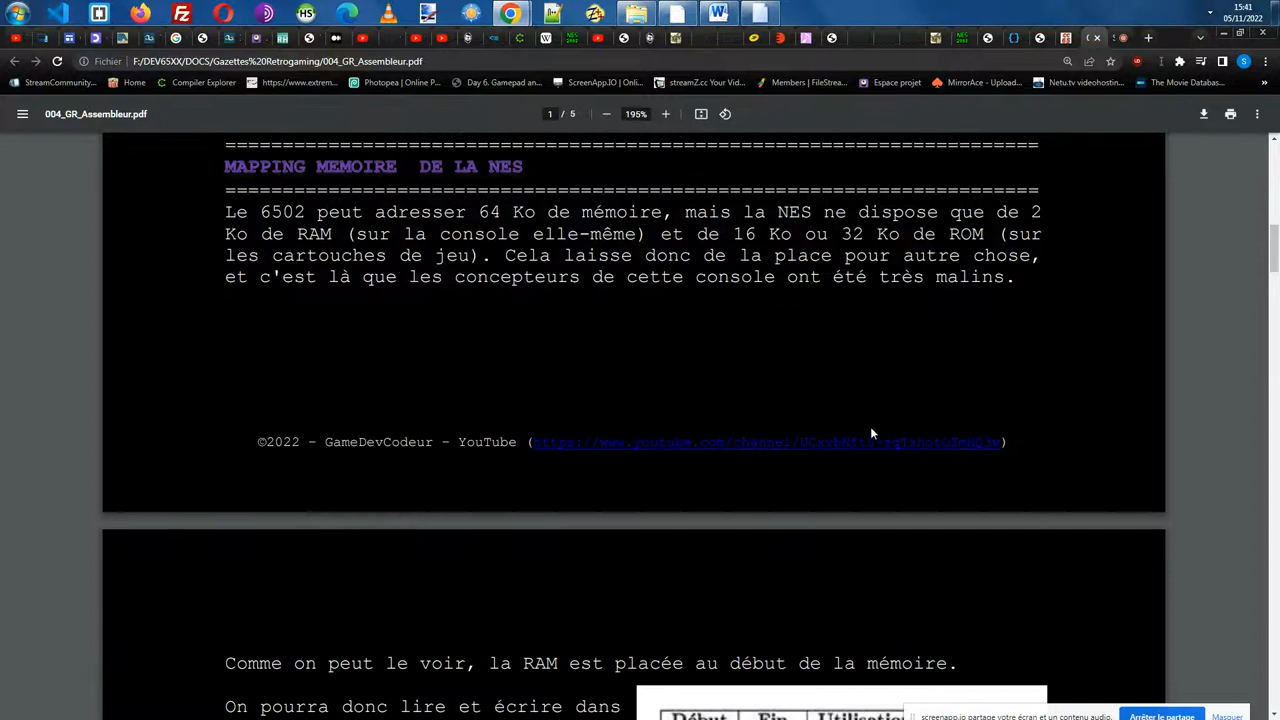 15:41
05/11/2022
Fichier F:/DEV65XX/DOCS/Gazettes%20Retrogaming/004_GR_Assembleur.pdf
StreamCommunity... Home Compiler Explorer https://www.extrem... Photopea | Online P... Day 6. Gamepad an... ScreenApp.IO streamZ.cc Your Vid... Members | FileStrea... Espace projet MirrorAce - Upload... Netu.tv videohostin... The Movie Databas...
004_GR_Assembleur.pdf 1 / 5 195%
================================================================
MAPPING MEMOIRE DE LA NES
================================================================
Le 6502 peut adresser 64 Ko de mémoire, mais la NES ne dispose que de 2
Ko de RAM (sur la console elle-même) et de 16 Ko ou 32 Ko de ROM (sur
les cartouches de jeu). Cela laisse donc de la place pour autre chose,
et c'est là que les concepteurs de cette console ont été très malins.
©2022 – GameDevCodeur – YouTube
Comme on peut le voir, la RAM est placée au début de la mémoire.
On pourra donc lire et écrire dans
Début Fin Utilisation
screenapp.io partage votre écran et un contenu audio. Arrêter le partage Masquer